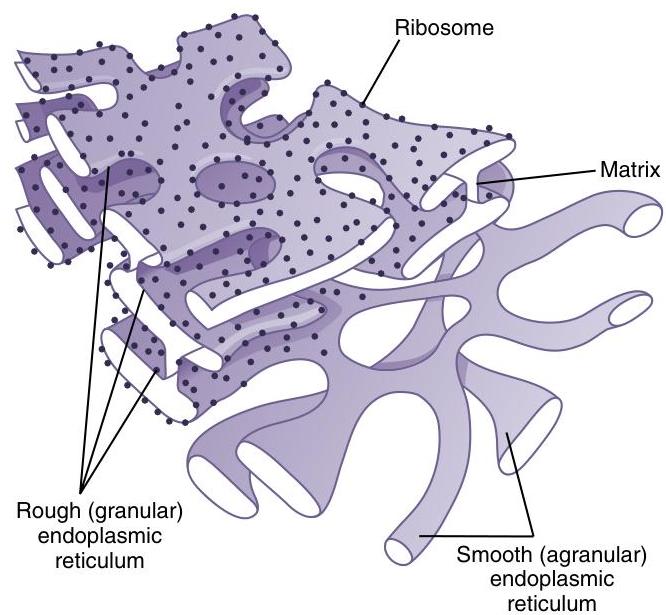 Ribosome
Matrix
Rough (granular)
endoplasmic
reticulum
Smooth (agranular)
endoplasmic
reticulum